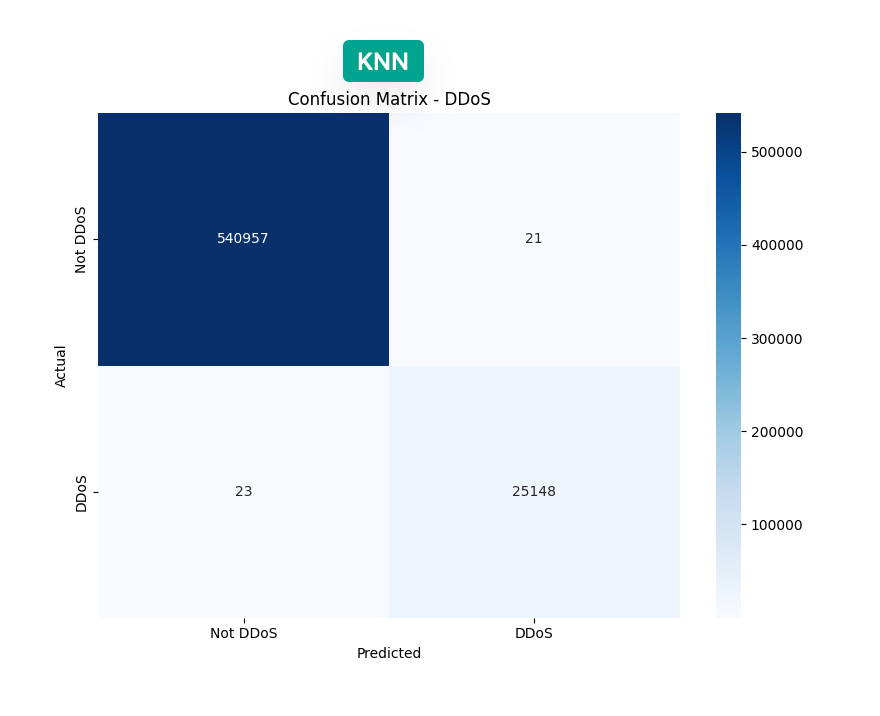 KNN
Confusion Matrix - DDoS
Not DDoS
540957
21
DDoS
23
25148
Actual
Not DDoS
DDoS
Predicted
500000
400000
300000
200000
100000